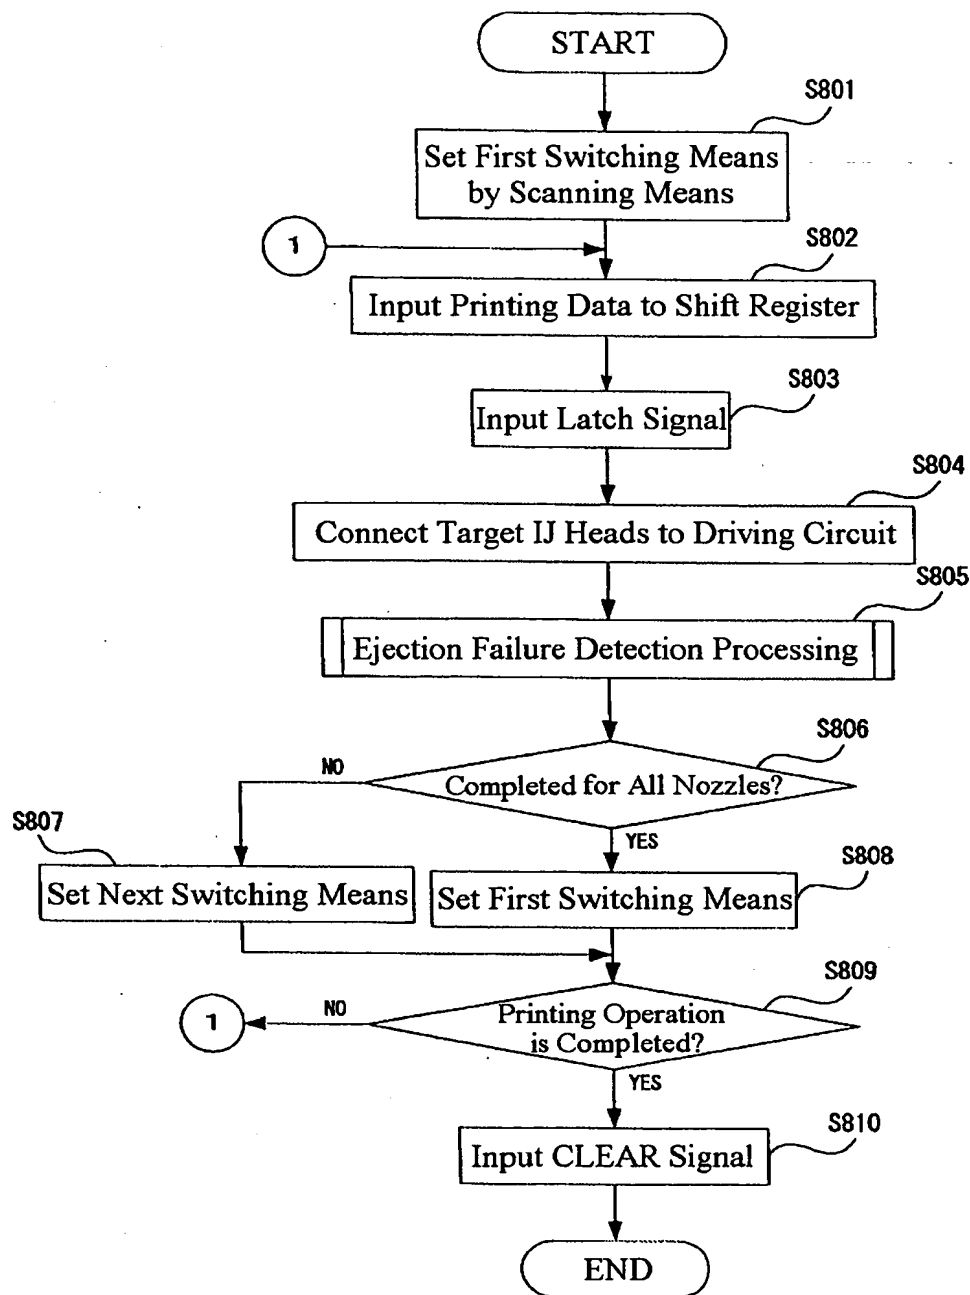 START
S801
Set First Switching Means
by Scanning Means
1
S802
Input Printing Data to Shift Register
S803
Input Latch Signal
S804
Connect Target IJ Heads to Driving Circuit
S805
Ejection Failure Detection Processing
S806
NO
Completed for All Nozzles?
YES
S807
S808
Set Next Switching Means
Set First Switching Means
S809
1
NO
Printing Operation
is Completed?
YES
S810
Input CLEAR Signal
END